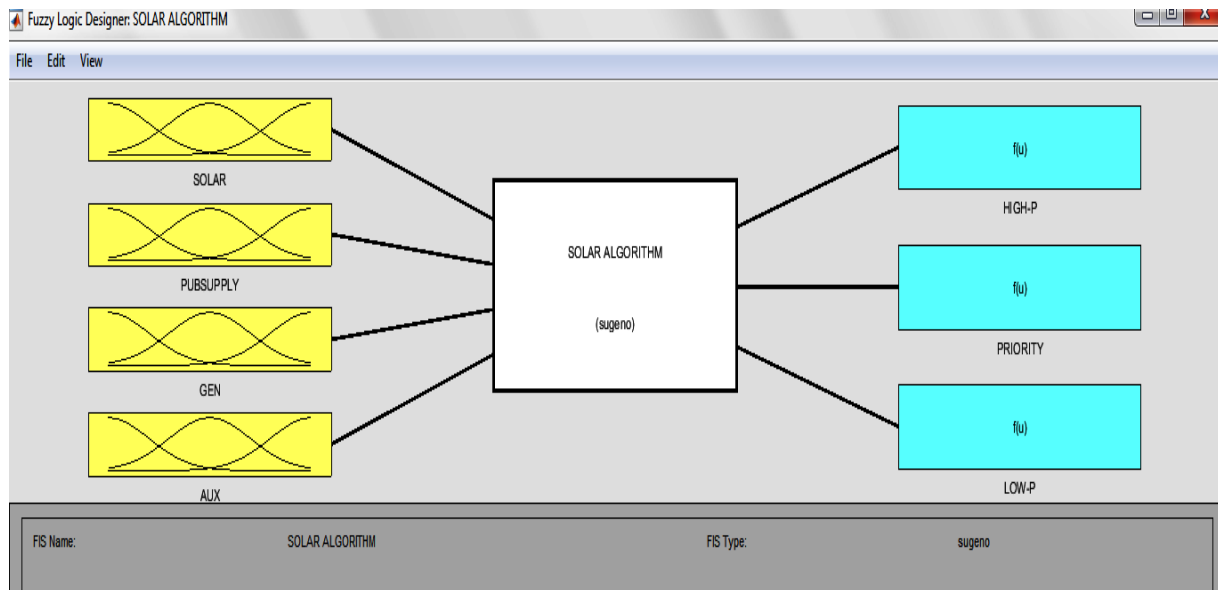 Fuzzy Logic Designer: SOLAR ALGORITHM
File Edit View
SOLAR
PUBSUPPLY
GEN
AUX
SOLAR ALGORITHM
(sugeno)
f(u)
HIGH-P
f(u)
PRIORITY
f(u)
LOW-P
FIS Name: SOLAR ALGORITHM FIS Type: sugeno